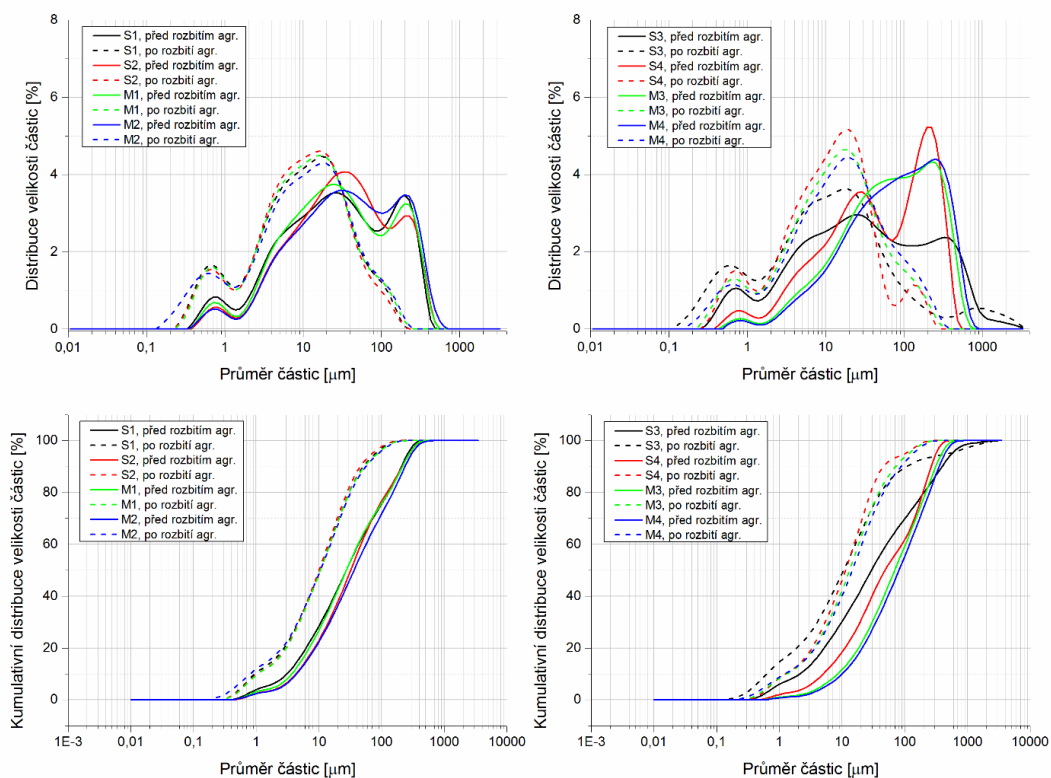 Distribuce velikosti částic [%]
8
6
4
2
0
S1, před rozbitím agr.
S1, po rozbití agr.
S2, před rozbitím agr.
S2, po rozbití agr.
M1, před rozbitím agr.
M1, po rozbití agr.
M2, před rozbitím agr.
M2, po rozbití agr.
0,01 0,1 1 10 100 1000
Průměr částic [μm]
Distribuce velikosti částic [%]
8
6
4
2
0
S3, před rozbitím agr.
S3, po rozbití agr.
S4, před rozbitím agr.
S4, po rozbití agr.
M3, před rozbitím agr.
M3, po rozbití agr.
M4, před rozbitím agr.
M4, po rozbití agr.
0,01 0,1 1 10 100 1000
Průměr částic [μm]
Kumulativní distribuce velikosti částic [%]
100
80
60
40
20
0
S1, před rozbitím agr.
S1, po rozbití agr.
S2, před rozbitím agr.
S2, po rozbití agr.
M1, před rozbitím agr.
M1, po rozbití agr.
M2, před rozbitím agr.
M2, po rozbití agr.
1E-3 0,01 0,1 1 10 100 1000 10000
Průměr částic [μm]
Kumulativní distribuce velikosti částic [%]
100
80
60
40
20
0
S3, před rozbitím agr.
S3, po rozbití agr.
S4, před rozbitím agr.
S4, po rozbití agr.
M3, před rozbitím agr.
M3, po rozbití agr.
M4, před rozbitím agr.
M4, po rozbití agr.
1E-3 0,01 0,1 1 10 100 1000 10000
Průměr částic [μm]